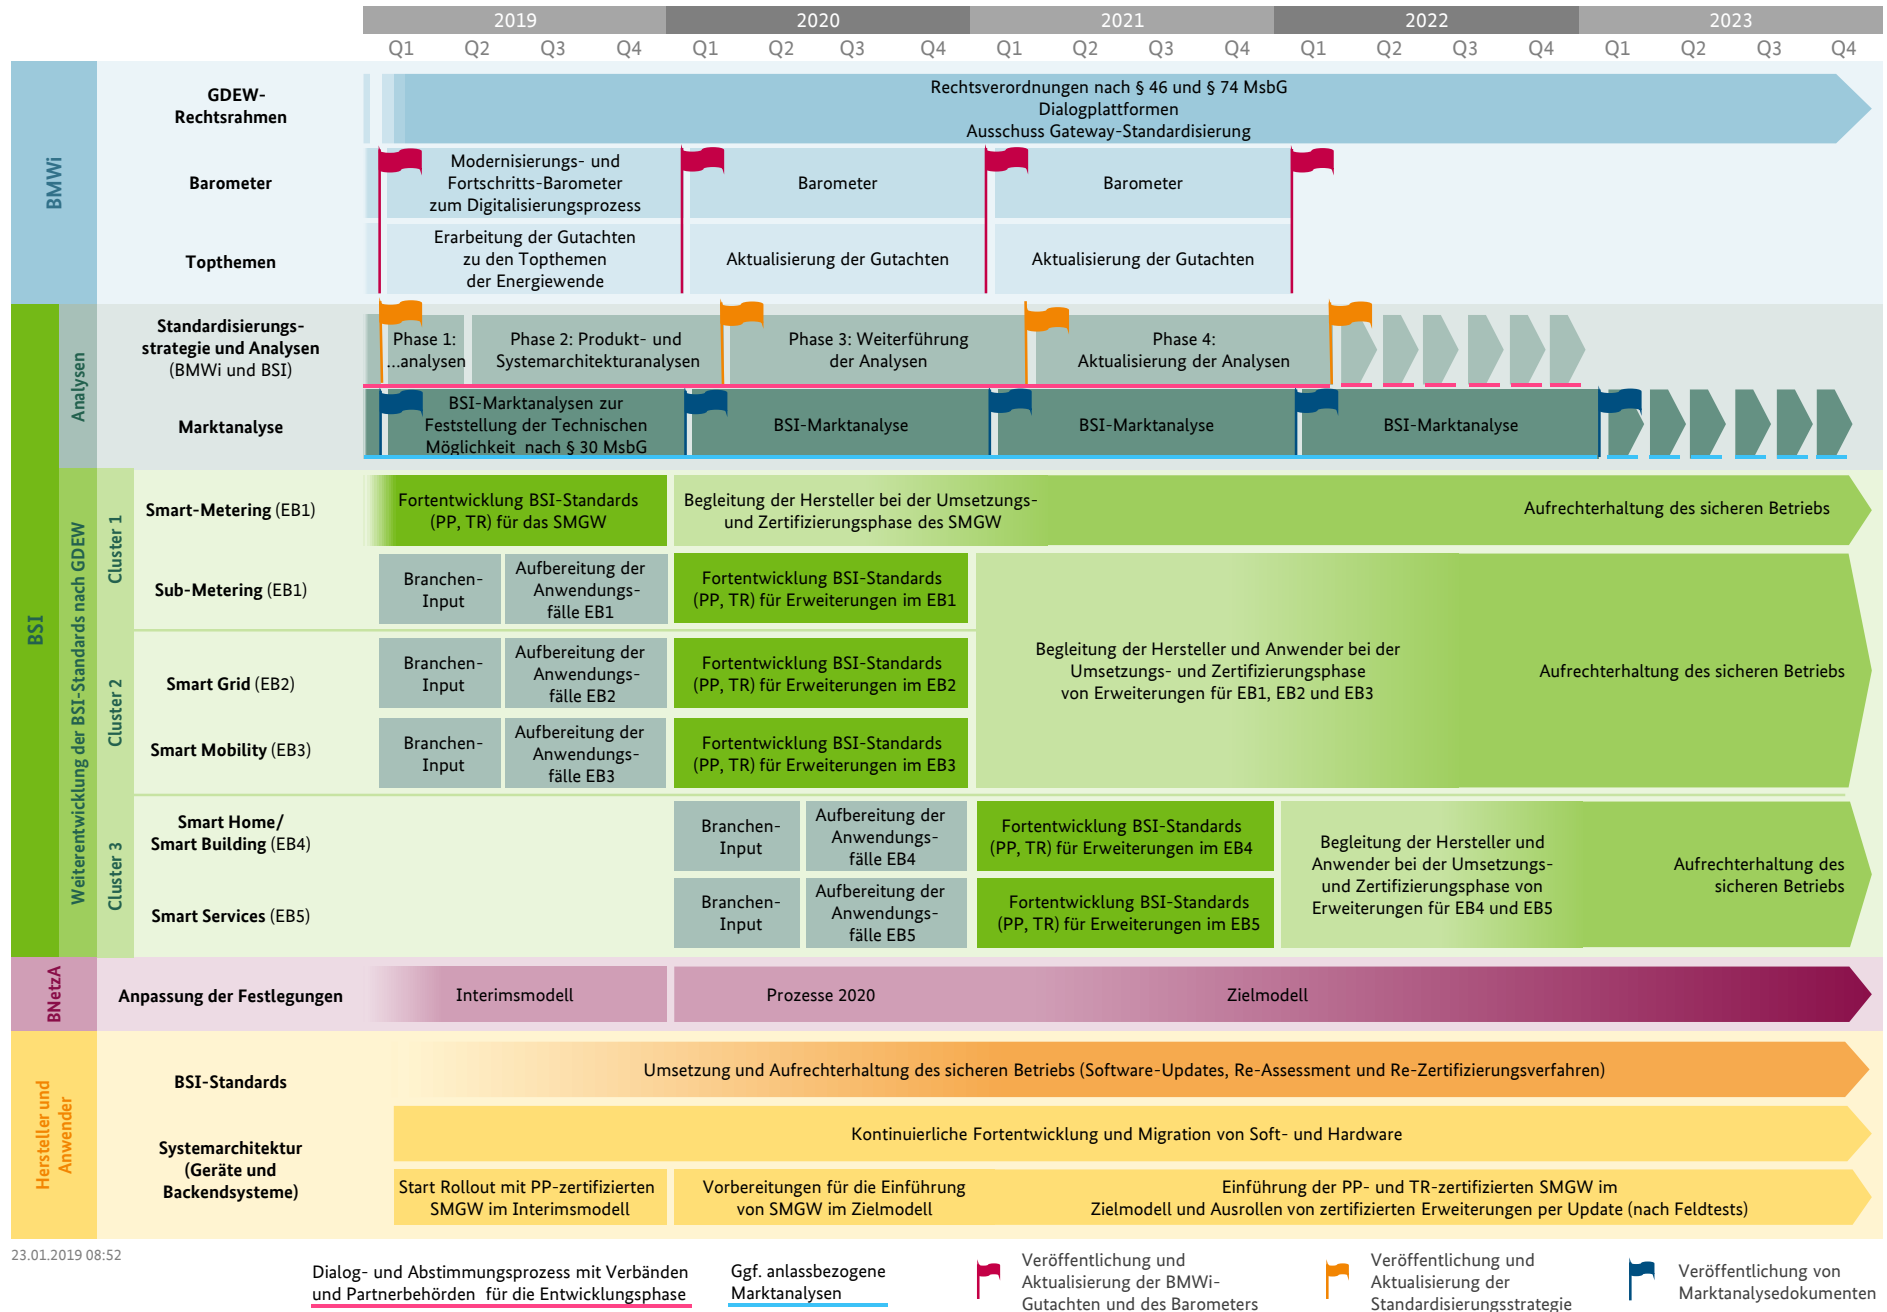 2019 2020 2021 2022 2023
Q1 Q2 Q3 Q4 Q1 Q2 Q3 Q4 Q1 Q2 Q3 Q4 Q1 Q2 Q3 Q4 Q1 Q2 Q3 Q4
BMWi
GDEW-
Rechtsrahmen
Rechtsverordnungen nach § 46 und § 74 MsbG
Dialogplattformen
Ausschuss Gateway-Standardisierung
Barometer
Modernisierungs- und
Fortschritts-Barometer
zum Digitalisierungsprozess
Barometer
Barometer
Topthemen
Erarbeitung der Gutachten
zu den Topthemen
der Energiewende
Aktualisierung der Gutachten
Aktualisierung der Gutachten
BSI
Analysen
Standardisierungs-
strategie und Analysen
(BMWi und BSI)
Phase 1:
...analysen
Phase 2: Produkt- und
Systemarchitekturanalysen
Phase 3: Weiterführung
der Analysen
Phase 4:
Aktualisierung der Analysen
Marktanalyse
BSI-Marktanalysen zur
Feststellung der Technischen
Möglichkeit nach § 30 MsbG
BSI-Marktanalyse
BSI-Marktanalyse
BSI-Marktanalyse
Weiterentwicklung der BSI-Standards nach GDEW
Cluster 1
Smart-Metering (EB1)
Fortentwicklung BSI-Standards
(PP, TR) für das SMGW
Begleitung der Hersteller bei der Umsetzungs-
und Zertifizierungsphase des SMGW
Aufrechterhaltung des sicheren Betriebs
Sub-Metering (EB1)
Branchen-
Input
Aufbereitung der
Anwendungs-
fälle EB1
Fortentwicklung BSI-Standards
(PP, TR) für Erweiterungen im EB1
Begleitung der Hersteller und Anwender bei der
Umsetzungs- und Zertifizierungsphase
von Erweiterungen für EB1, EB2 und EB3
Aufrechterhaltung des sicheren Betriebs
Cluster 2
Smart Grid (EB2)
Branchen-
Input
Aufbereitung der
Anwendungs-
fälle EB2
Fortentwicklung BSI-Standards
(PP, TR) für Erweiterungen im EB2
Smart Mobility (EB3)
Branchen-
Input
Aufbereitung der
Anwendungs-
fälle EB3
Fortentwicklung BSI-Standards
(PP, TR) für Erweiterungen im EB3
Cluster 3
Smart Home/
Smart Building (EB4)
Branchen-
Input
Aufbereitung der
Anwendungs-
fälle EB4
Fortentwicklung BSI-Standards
(PP, TR) für Erweiterungen im EB4
Begleitung der Hersteller und
Anwender bei der Umsetzungs-
und Zertifizierungsphase von
Erweiterungen für EB4 und EB5
Aufrechterhaltung des
sicheren Betriebs
Smart Services (EB5)
Branchen-
Input
Aufbereitung der
Anwendungs-
fälle EB5
Fortentwicklung BSI-Standards
(PP, TR) für Erweiterungen im EB5
BNetzA
Anpassung der Festlegungen
Interimsmodell
Prozesse 2020
Zielmodell
Hersteller und
Anwender
BSI-Standards
Umsetzung und Aufrechterhaltung des sicheren Betriebs (Software-Updates, Re-Assessment und Re-Zertifizierungsverfahren)
Systemarchitektur
(Geräte und
Backendsysteme)
Kontinuierliche Fortentwicklung und Migration von Soft- und Hardware
Start Rollout mit PP-zertifizierten
SMGW im Interimsmodell
Vorbereitungen für die Einführung
von SMGW im Zielmodell
Einführung der PP- und TR-zertifizierten SMGW im
Zielmodell und Ausrollen von zertifizierten Erweiterungen per Update (nach Feldtests)
23.01.2019 08:52
Dialog- und Abstimmungsprozess mit Verbänden
und Partnerbehörden für die Entwicklungsphase
Ggf. anlassbezogene
Marktanalysen
Veröffentlichung und
Aktualisierung der BMWi-
Gutachten und des Barometers
Veröffentlichung und
Aktualisierung der
Standardisierungsstrategie
Veröffentlichung von
Marktanalysedokumenten